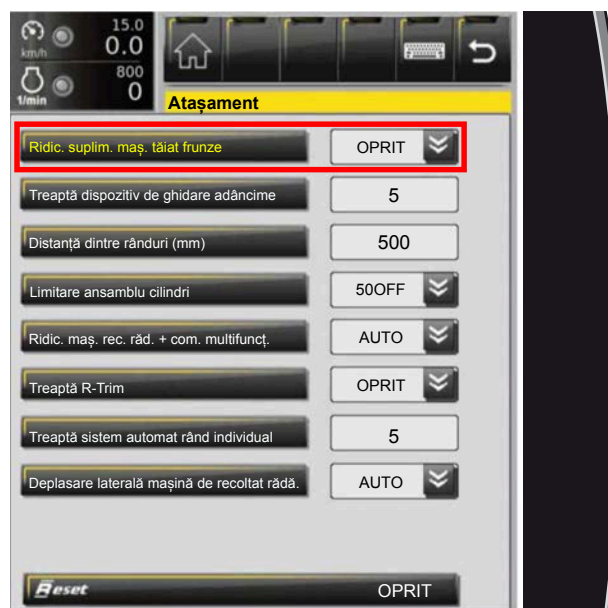 15.0
km/h 0.0
800
1/min 0
Atașament
Ridic. suplim. maș. tăiat frunze OPRIT
Treaptă dispozitiv de ghidare adâncime 5
Distanță dintre rânduri (mm) 500
Limitare ansamblu cilindri 50OFF
Ridic. maș. rec. răd. + com. multifuncț. AUTO
Treaptă R-Trim OPRIT
Treaptă sistem automat rând individual 5
Deplasare laterală mașină de recoltat rădă. AUTO
Reset OPRIT